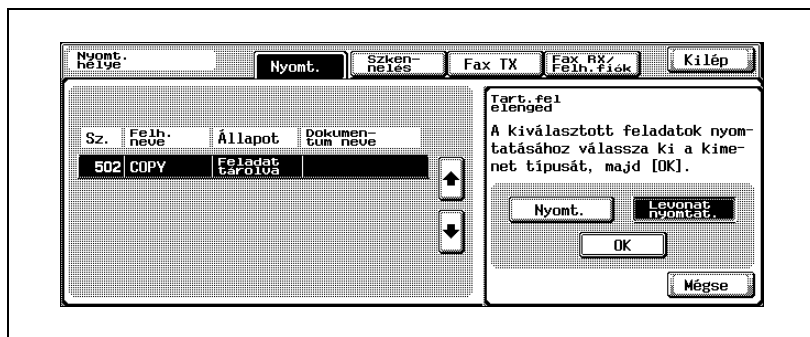 Nyomt.
helye
Nyomt.
Szken-
nelés
Fax TX
Fax RX/
Felh.fiók
Kilép
Sz.
Felh.
neve
Állapot
Dokumen-
tum neve
502
COPY
Feladat
tárolva
Tart.fel
elenged
A kiválasztott feladatok nyom-
tatásához válassza ki a kime-
net típusát, majd [OK].
Nyomt.
Levonat
nyomtat.
OK
Mégse